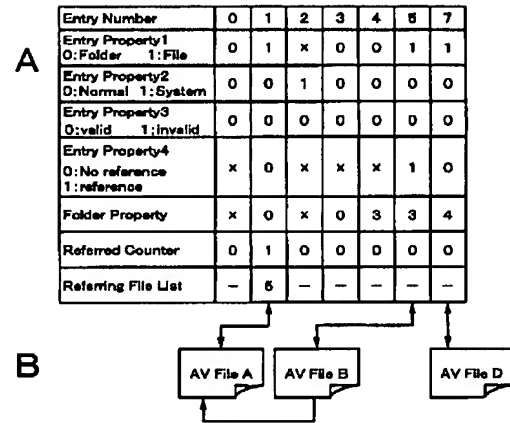 A
Entry Number 0 1 2 3 4 5 7
Entry Property1
0:Folder 1:File 0 1 × 0 0 1 1
Entry Property2
0:Normal 1:System 0 0 1 0 0 0 0
Entry Property3
0:valid 1:invalid 0 0 0 0 0 0 0
Entry Property4
0:No reference
1:reference × 0 × × × 1 0
Folder Property × 0 × 0 3 3 4
Referred Counter 0 1 0 0 0 0 0
Referring File List – 5 – – – – –
B
AV File A AV File B AV File D